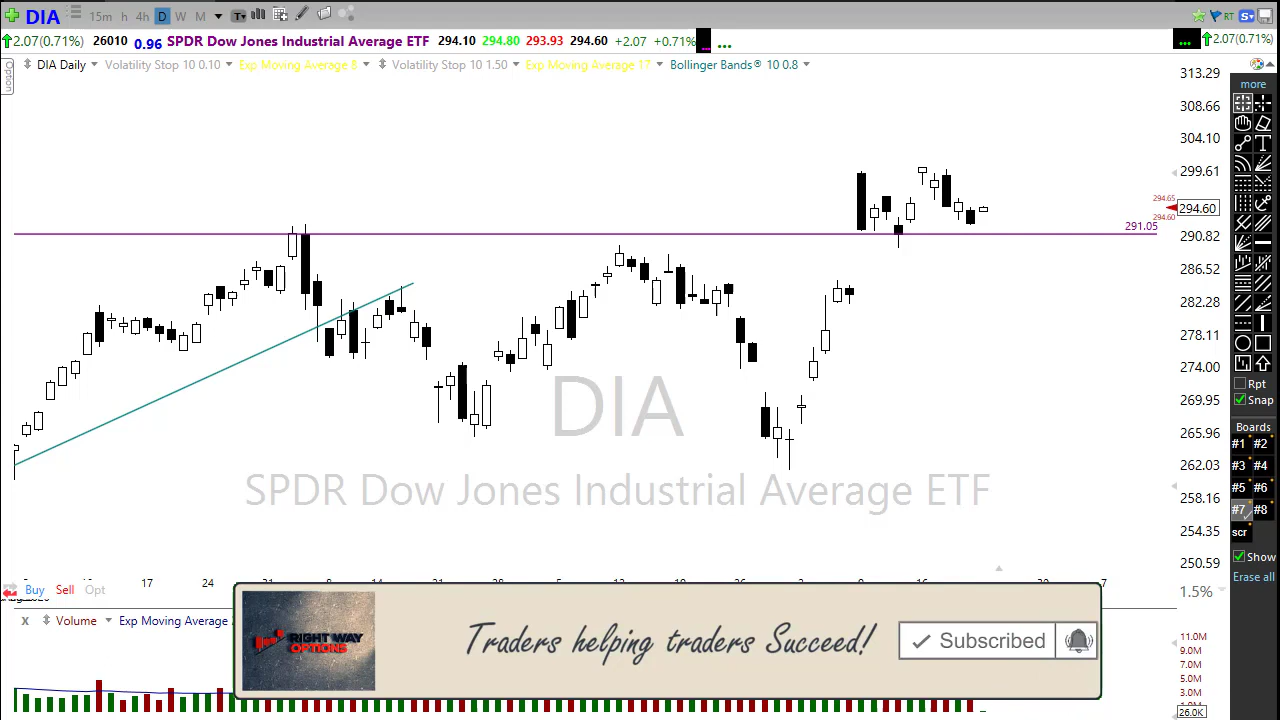 DIA 15m h 4h D W M T RT S
2.07(0.71%) 26010 0.96 SPDR Dow Jones Industrial Average ETF 294.10 294.80 293.93 294.60 +2.07 +0.71% ... ... ... 2.07(0.71%)
Option
DIA Daily Volatility Stop 10 0.10 Exp Moving Average 8 Volatility Stop 10 1.50 Exp Moving Average 17 Bollinger Bands® 10 0.8
313.29
308.66
304.10
299.61
294.65
294.60
294.60
291.05
290.82
286.52
282.28
278.11
274.00
269.95
265.96
262.03
258.16
254.35
250.59
DIA
SPDR Dow Jones Industrial Average ETF
more
T
Rpt
Snap
Boards
#1 #2
#3 #4
#5 #6
#7 #8
scr
Show
Erase all
17 24
Buy Sell Opt
1.5%
x Volume Exp Moving Average
RIGHT WAY
OPTIONS
Traders helping traders Succeed!
Subscribed
11.0M
9.0M
7.0M
5.0M
3.0M
26.0K